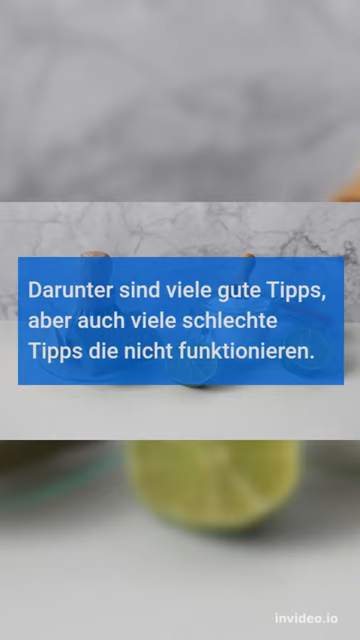 Darunter sind viele gute Tipps,
aber auch viele schlechte
Tipps die nicht funktionieren.
invideo.io